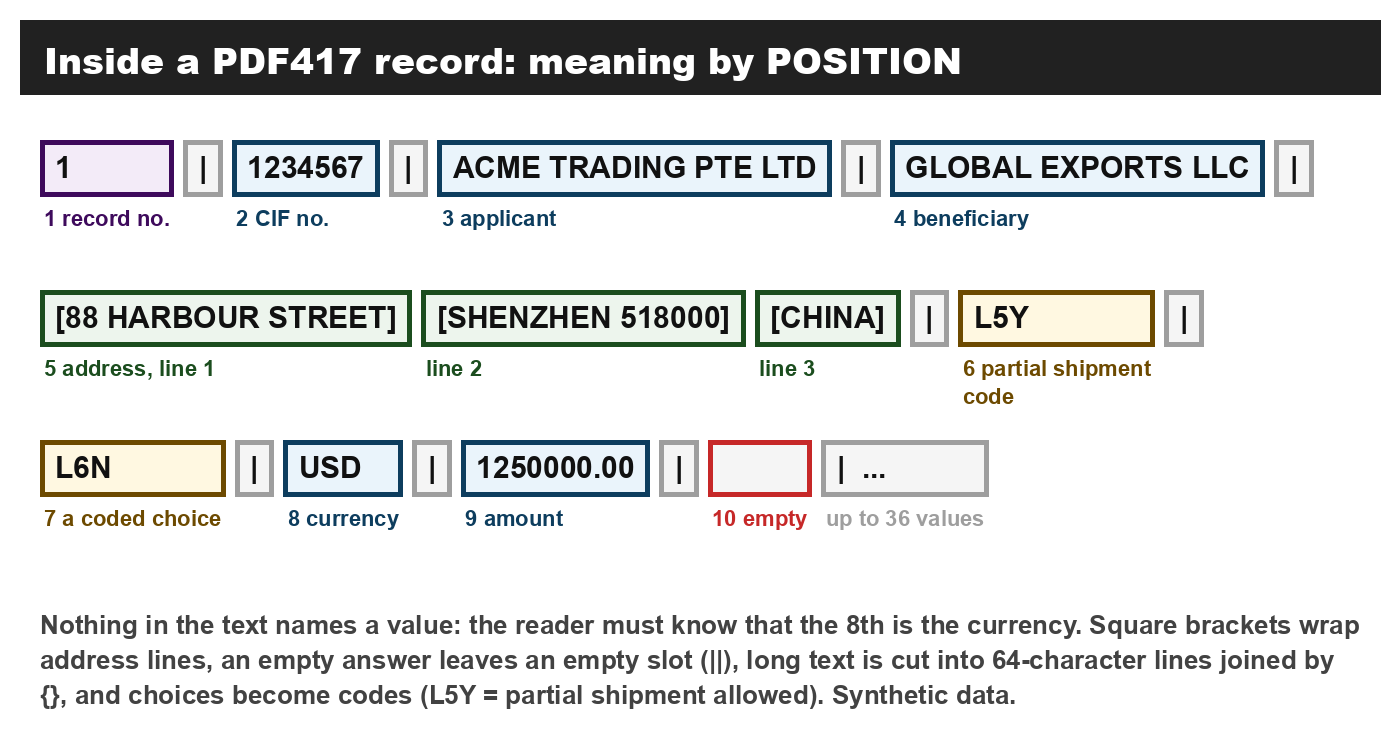 Inside a PDF417 record: meaning by POSITION
1 | 1234567 | ACME TRADING PTE LTD | GLOBAL EXPORTS LLC |
1 record no. 2 CIF no. 3 applicant 4 beneficiary
[88 HARBOUR STREET] [SHENZHEN 518000] [CHINA] | L5Y |
5 address, line 1 line 2 line 3 6 partial shipment
code
L6N | USD | 1250000.00 | | ...
7 a coded choice 8 currency 9 amount 10 empty up to 36 values
Nothing in the text names a value: the reader must know that the 8th is the currency. Square brackets wrap
address lines, an empty answer leaves an empty slot (||), long text is cut into 64-character lines joined by
{}, and choices become codes (L5Y = partial shipment allowed). Synthetic data.